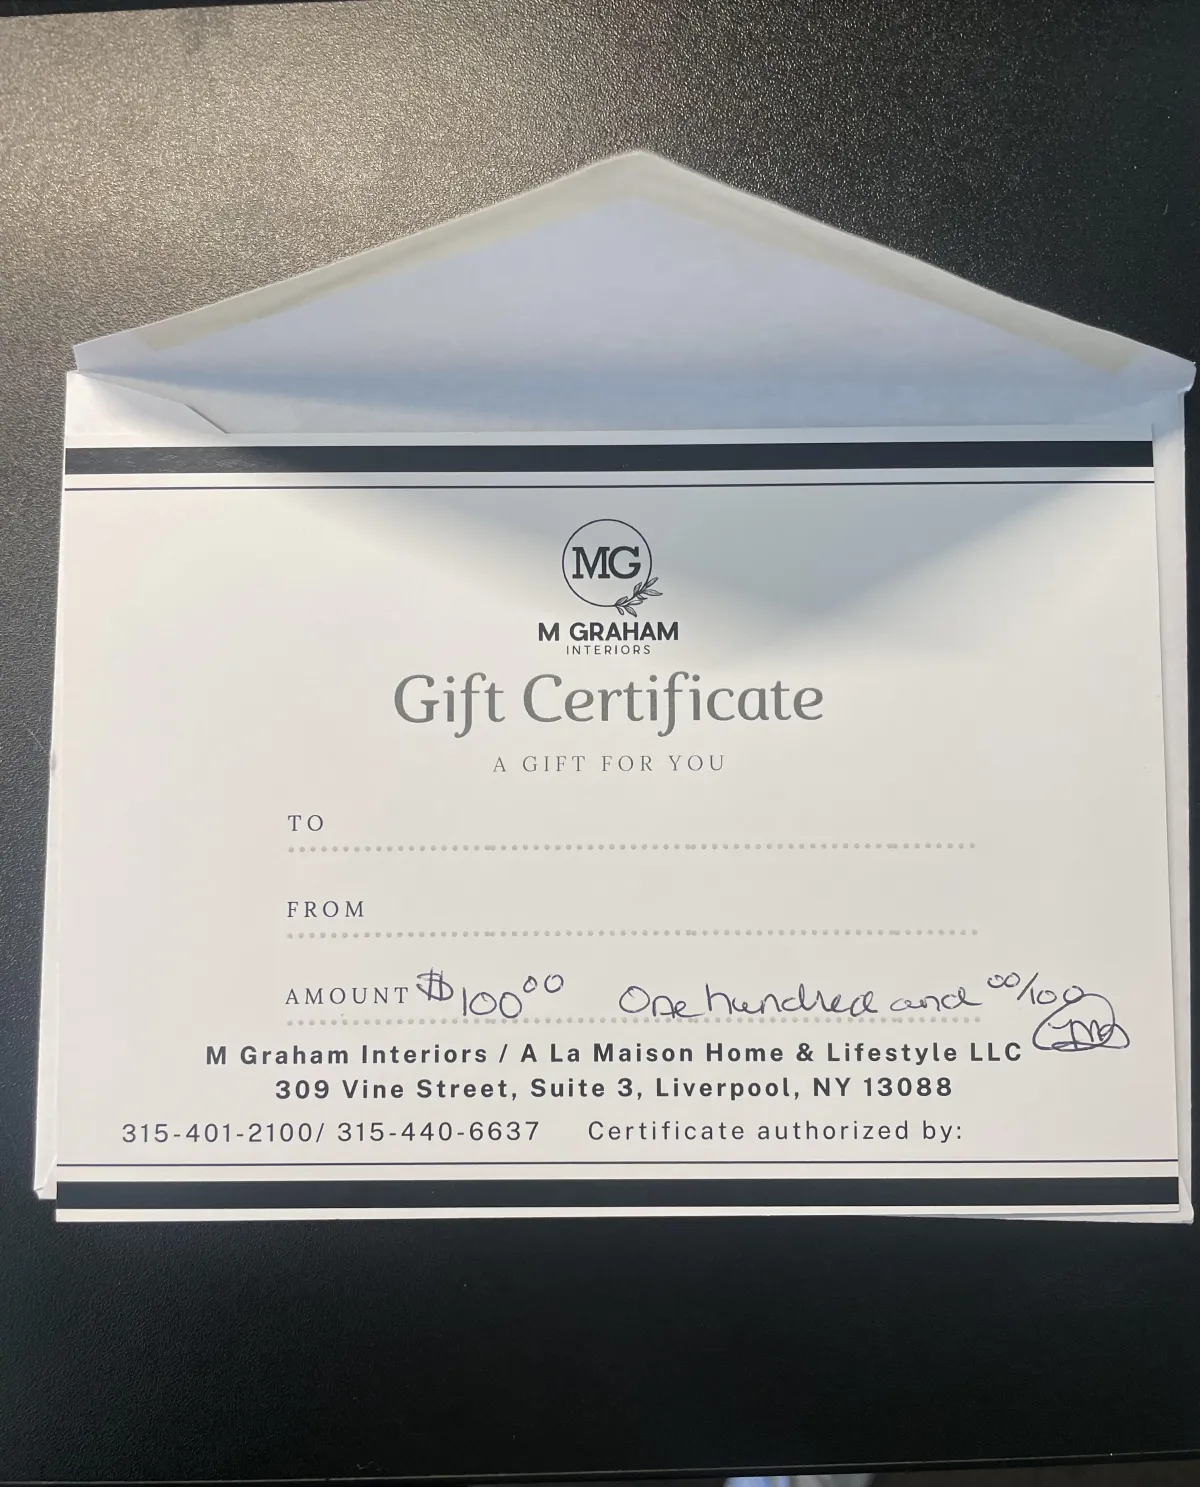 MG
M GRAHAM
INTERIORS
Gift Certificate
A GIFT FOR YOU
TO
FROM
AMOUNT $100.00 One hundred and 00/100
M Graham Interiors / A La Maison Home & Lifestyle LLC
309 Vine Street, Suite 3, Liverpool, NY 13088
315-401-2100/ 315-440-6637 Certificate authorized by: